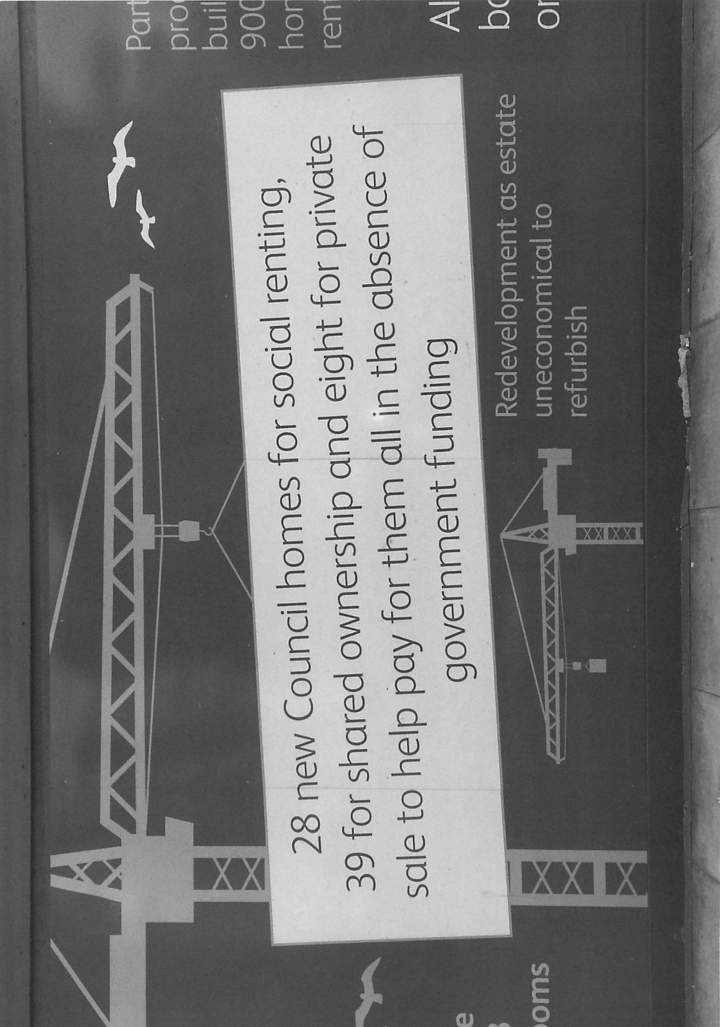 28 new Council homes for social renting,
39 for shared ownership and eight for private
sale to help pay for them all in the absence of
government funding
Redevelopment as estate
uneconomical to
refurbish